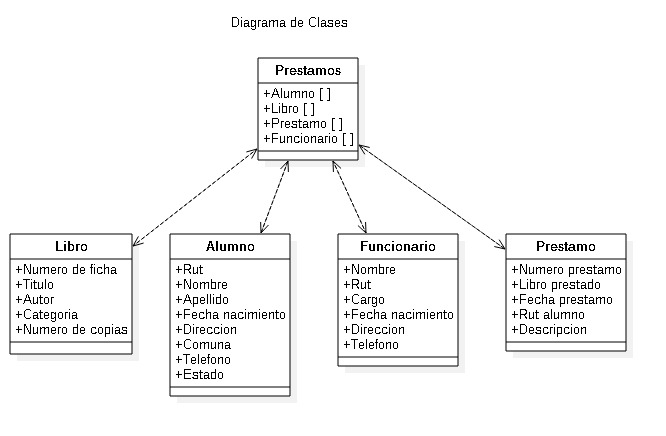 Diagrama de Clases
Prestamos
+Alumno [ ]
+Libro [ ]
+Prestamo [ ]
+Funcionario [ ]
Libro
+Numero de ficha
+Titulo
+Autor
+Categoria
+Numero de copias
Alumno
+Rut
+Nombre
+Apellido
+Fecha nacimiento
+Direccion
+Comuna
+Telefono
+Estado
Funcionario
+Nombre
+Rut
+Cargo
+Fecha nacimiento
+Direccion
+Telefono
Prestamo
+Numero prestamo
+Libro prestado
+Fecha prestamo
+Rut alumno
+Descripcion